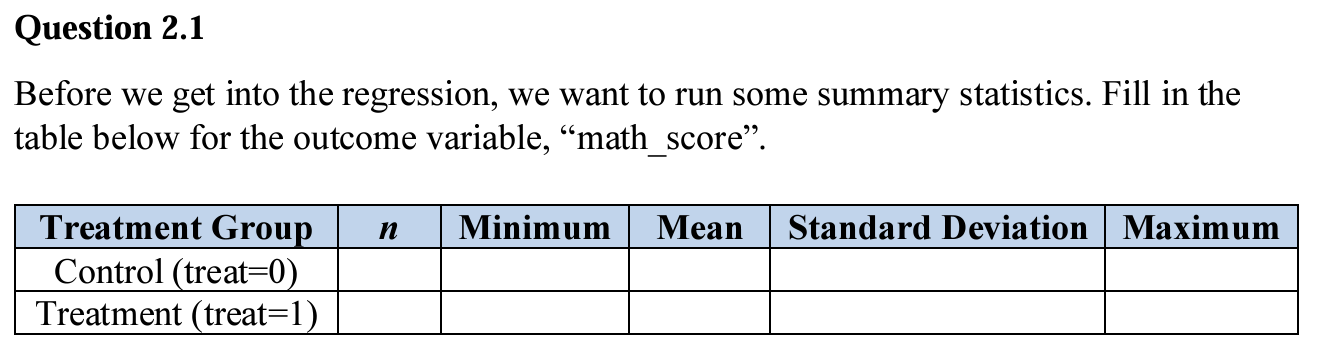 Question 2.1
Before we get into the regression, we want to run some summary statistics. Fill in the
table below for the outcome variable, “math_score”.
Treatment Group n Minimum Mean Standard Deviation Maximum
Control (treat=0)
Treatment (treat=1)